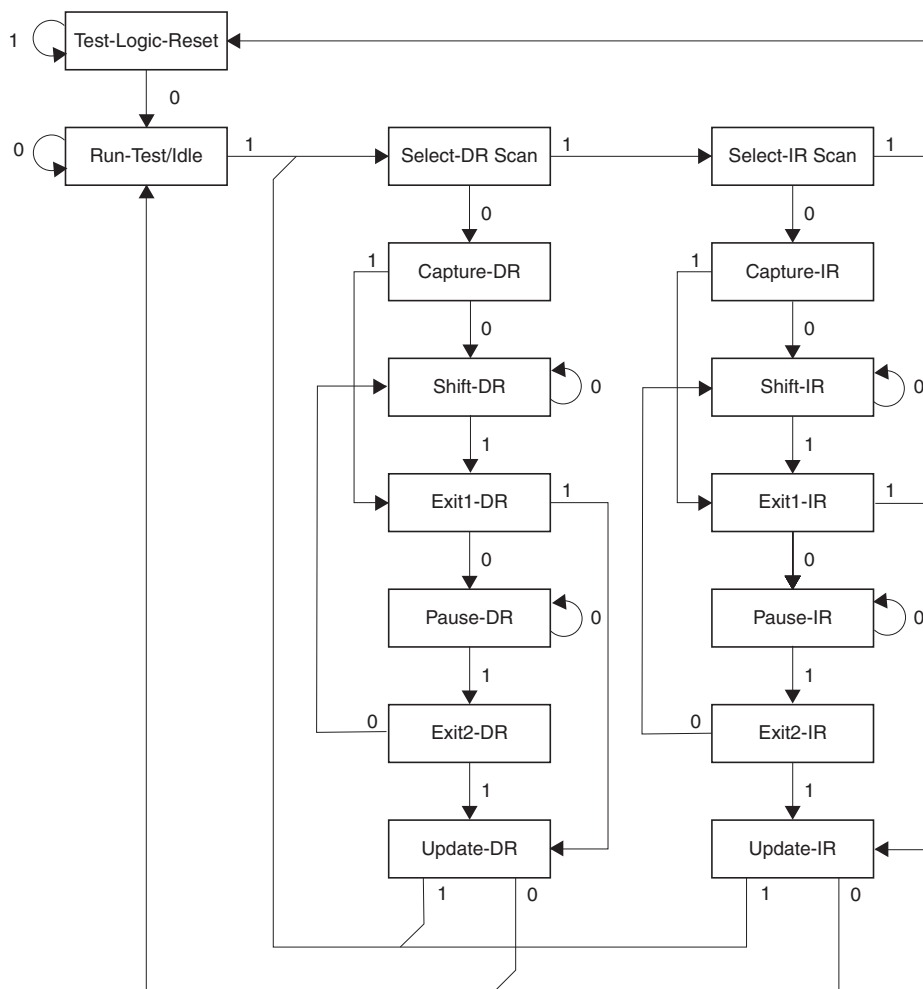 1
Test-Logic-Reset
0
0
Run-Test/Idle
1
Select-DR Scan
1
Select-IR Scan
1
0
0
1
Capture-DR
1
Capture-IR
0
0
Shift-DR
0
Shift-IR
0
1
1
Exit1-DR
1
Exit1-IR
1
0
0
Pause-DR
0
Pause-IR
0
1
1
0
Exit2-DR
0
Exit2-IR
1
1
Update-DR
Update-IR
1
0
1
0